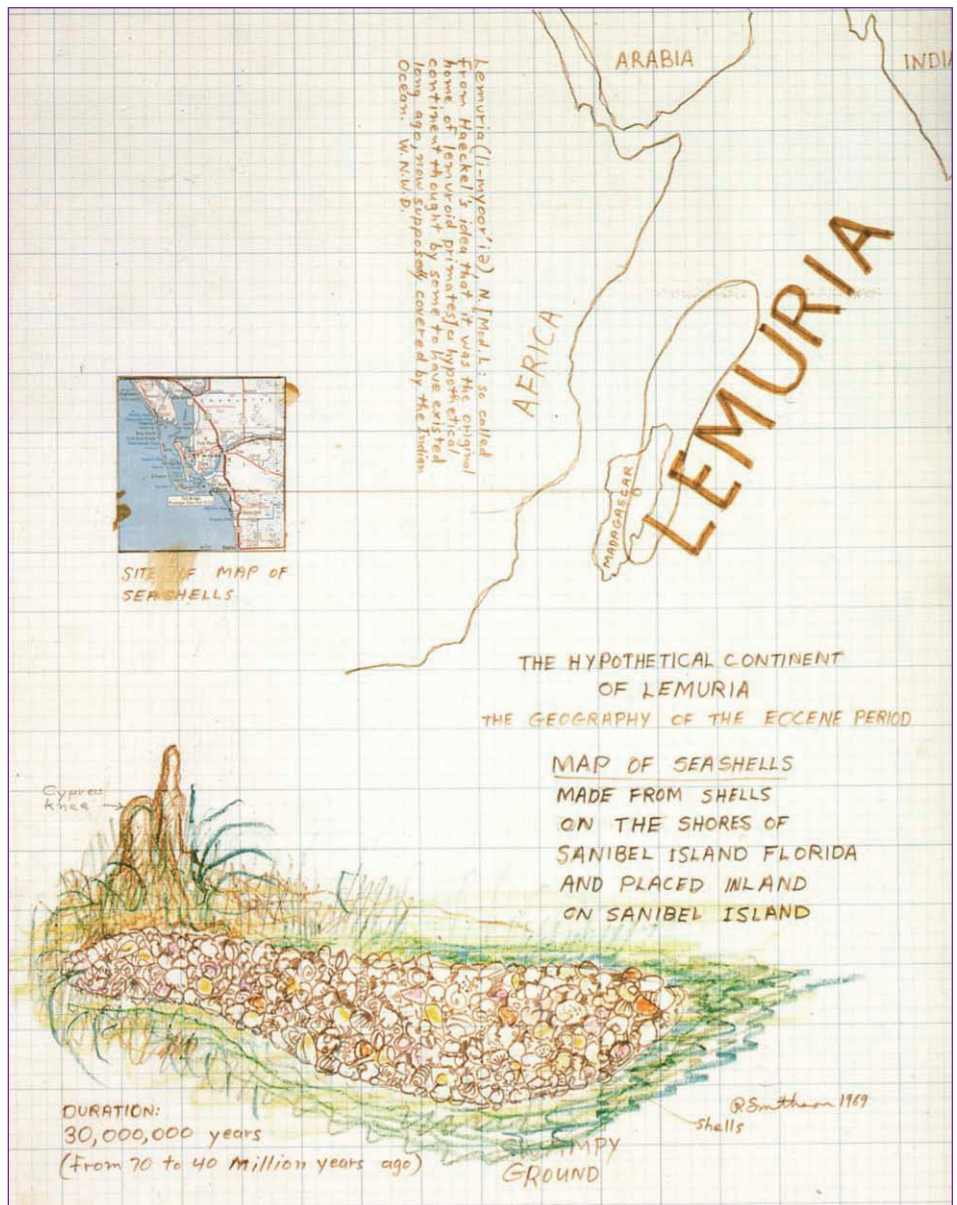 ARABIA
INDIA
Lemuria (li-myoor'i ə), N. [Mod. L.: so called
from Haeckel's idea that it was the original
home of lemuroid primates] a hypothetical
continent thought by some to have existed
long ago, now supposedly covered by the Indian
Ocean. W.N.W.D.
AFRICA
MADAGASCAR
LEMURIA
SITE OF MAP OF
SEASHELLS
THE HYPOTHETICAL CONTINENT
OF LEMURIA
THE GEOGRAPHY OF THE EOCENE PERIOD
MAP OF SEASHELLS
MADE FROM SHELLS
ON THE SHORES OF
SANIBEL ISLAND FLORIDA
AND PLACED INLAND
ON SANIBEL ISLAND
Cypress
knee
DURATION:
30,000,000 years
(from 70 to 40 million years ago)
R Smithson 1969
shells
SWAMPY
GROUND